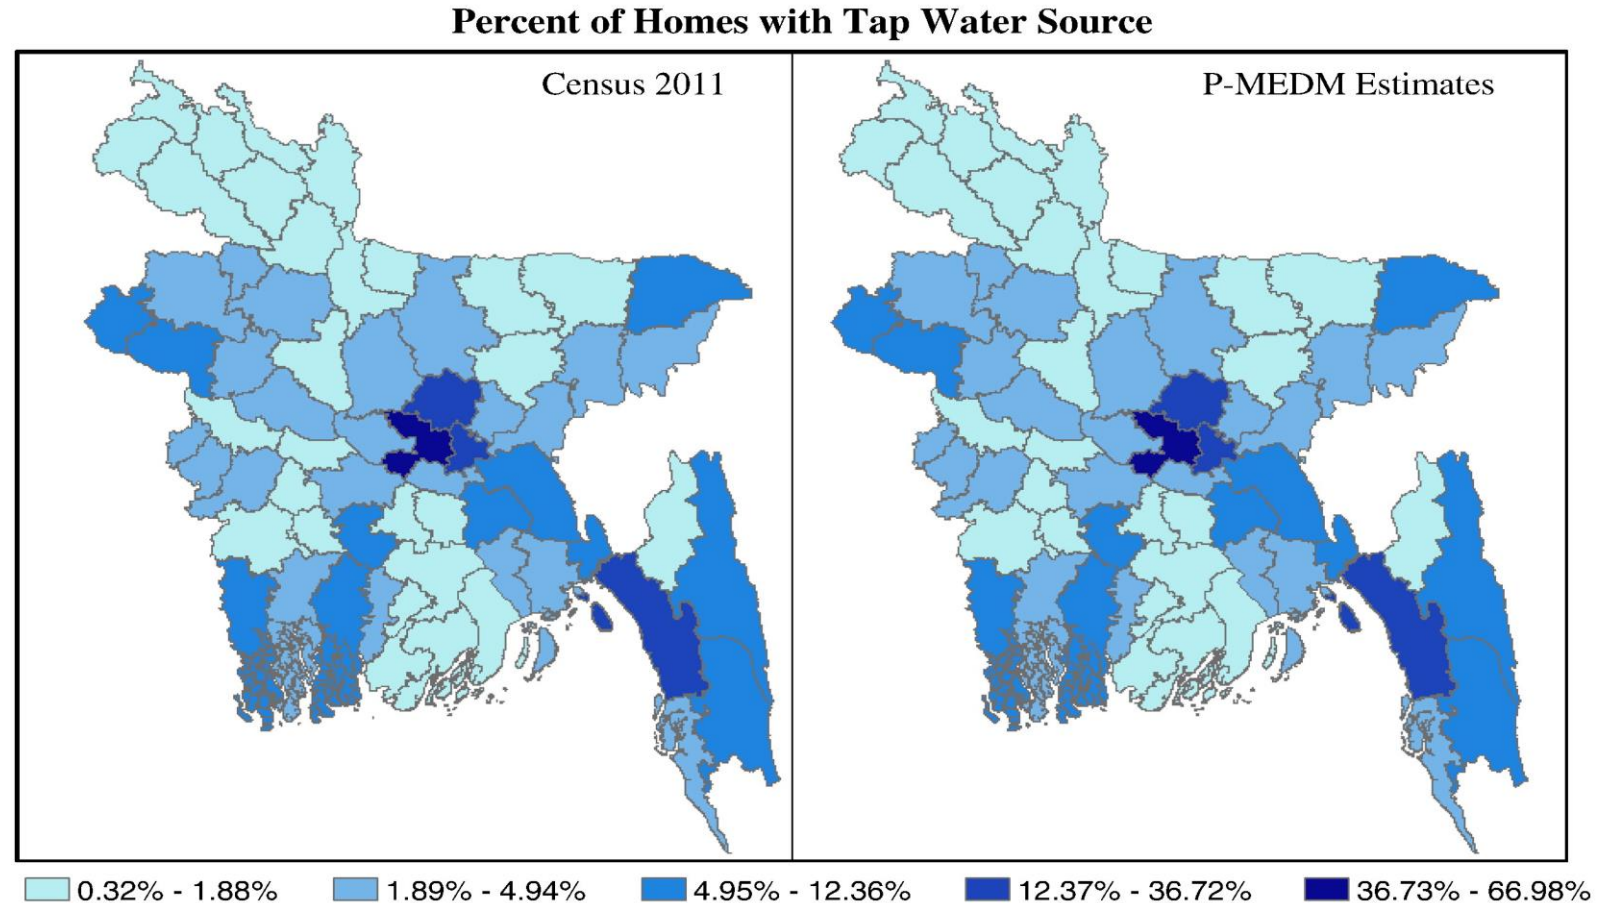 Percent of Homes with Tap Water Source
Census 2011
P-MEDM Estimates
0.32% - 1.88%
1.89% - 4.94%
4.95% - 12.36%
12.37% - 36.72%
36.73% - 66.98%